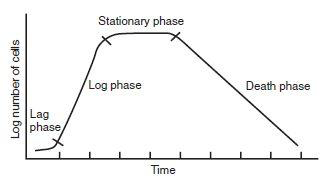 Stationary phase
Log number of cells
Log phase
Death phase
Lag
phase
Time